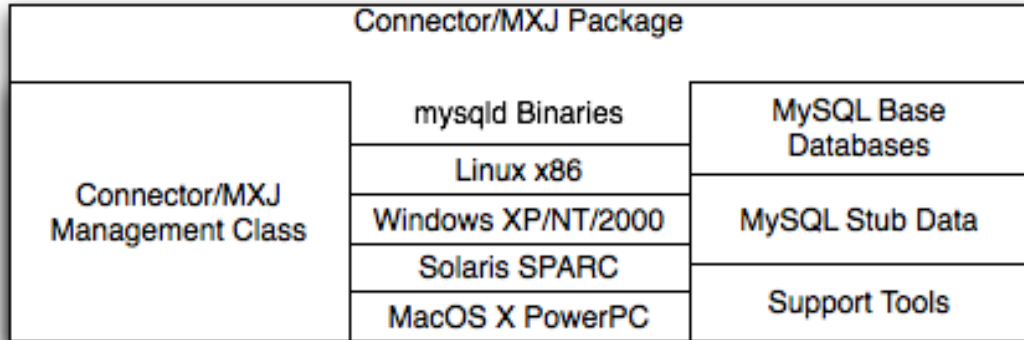 Connector/MXJ Package
Connector/MXJ
Management Class
mysqld Binaries
Linux x86
Windows XP/NT/2000
Solaris SPARC
MacOS X PowerPC
MySQL Base
Databases
MySQL Stub Data
Support Tools